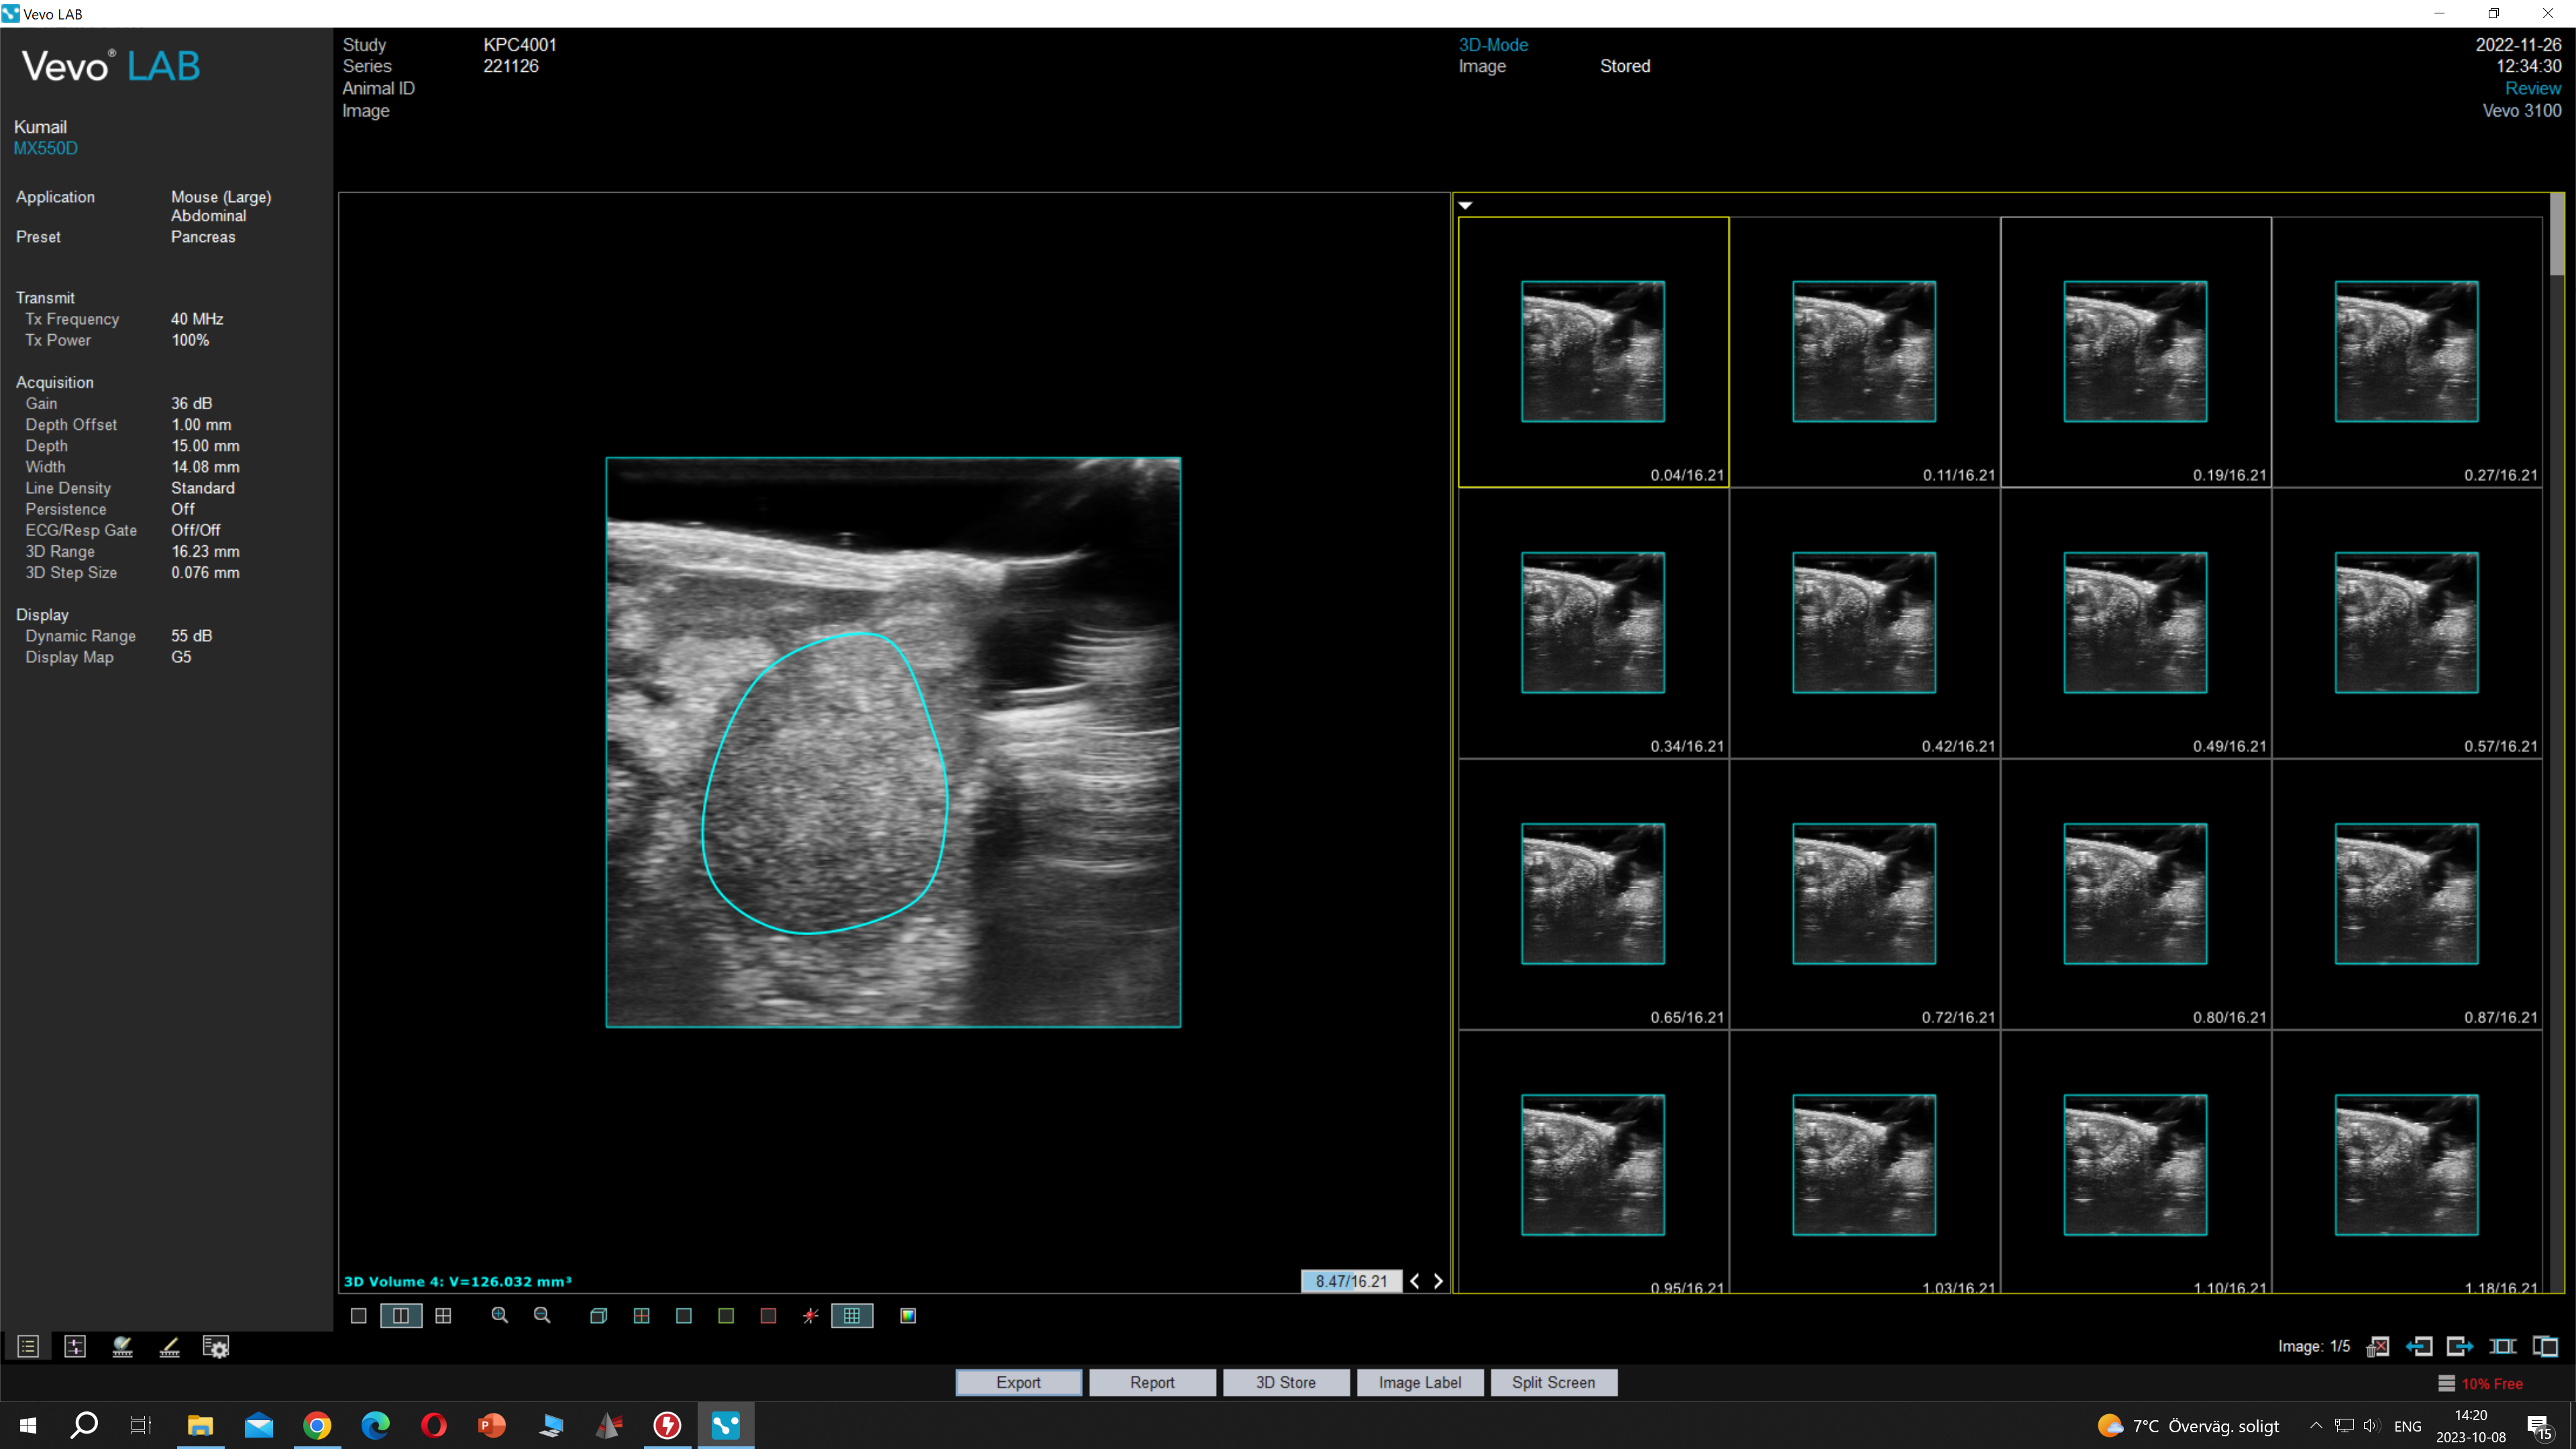 Vevo LAB
Vevo® LAB
Kumail
MX550D
Application Mouse (Large)
Abdominal
Preset Pancreas
Transmit
Tx Frequency 40 MHz
Tx Power 100%
Acquisition
Gain 36 dB
Depth Offset 1.00 mm
Depth 15.00 mm
Width 14.08 mm
Line Density Standard
Persistence Off
ECG/Resp Gate Off/Off
3D Range 16.23 mm
3D Step Size 0.076 mm
Display
Dynamic Range 55 dB
Display Map G5
Study KPC4001
Series 221126
Animal ID
Image
3D-Mode
Image Stored
2022-11-26
12:34:30
Review
Vevo 3100
0.04/16.21 0.11/16.21 0.19/16.21 0.27/16.21
0.34/16.21 0.42/16.21 0.49/16.21 0.57/16.21
0.65/16.21 0.72/16.21 0.80/16.21 0.87/16.21
0.95/16.21 1.03/16.21 1.10/16.21 1.18/16.21
3D Volume 4: V=126.032 mm³
8.47/16.21
Image: 1/5
Export Report 3D Store Image Label Split Screen
10% Free
7°C Överväg. soligt
ENG
14:20
2023-10-08
15